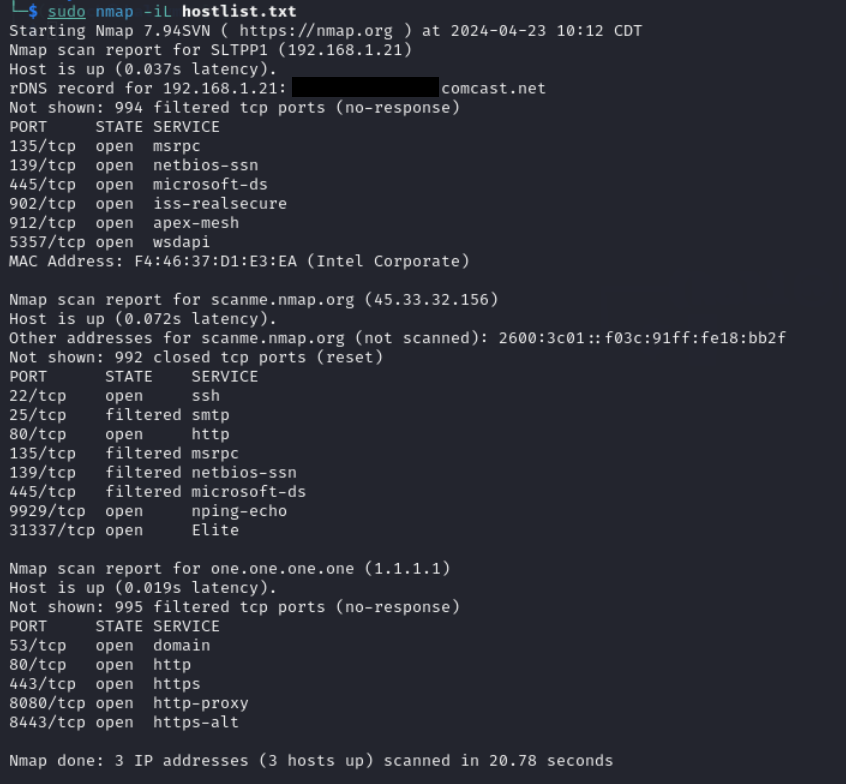 └─$ sudo nmap -iL hostlist.txt
Starting Nmap 7.94SVN ( https://nmap.org ) at 2024-04-23 10:12 CDT
Nmap scan report for SLTPP1 (192.168.1.21)
Host is up (0.037s latency).
rDNS record for 192.168.1.21: comcast.net
Not shown: 994 filtered tcp ports (no-response)
PORT     STATE SERVICE
135/tcp  open  msrpc
139/tcp  open  netbios-ssn
445/tcp  open  microsoft-ds
902/tcp  open  iss-realsecure
912/tcp  open  apex-mesh
5357/tcp open  wsdapi
MAC Address: F4:46:37:D1:E3:EA (Intel Corporate)

Nmap scan report for scanme.nmap.org (45.33.32.156)
Host is up (0.072s latency).
Other addresses for scanme.nmap.org (not scanned): 2600:3c01::f03c:91ff:fe18:bb2f
Not shown: 992 closed tcp ports (reset)
PORT      STATE    SERVICE
22/tcp    open     ssh
25/tcp    filtered smtp
80/tcp    open     http
135/tcp   filtered msrpc
139/tcp   filtered netbios-ssn
445/tcp   filtered microsoft-ds
9929/tcp  open     nping-echo
31337/tcp open     Elite

Nmap scan report for one.one.one.one (1.1.1.1)
Host is up (0.019s latency).
Not shown: 995 filtered tcp ports (no-response)
PORT     STATE SERVICE
53/tcp   open  domain
80/tcp   open  http
443/tcp  open  https
8080/tcp open  http-proxy
8443/tcp open  https-alt

Nmap done: 3 IP addresses (3 hosts up) scanned in 20.78 seconds